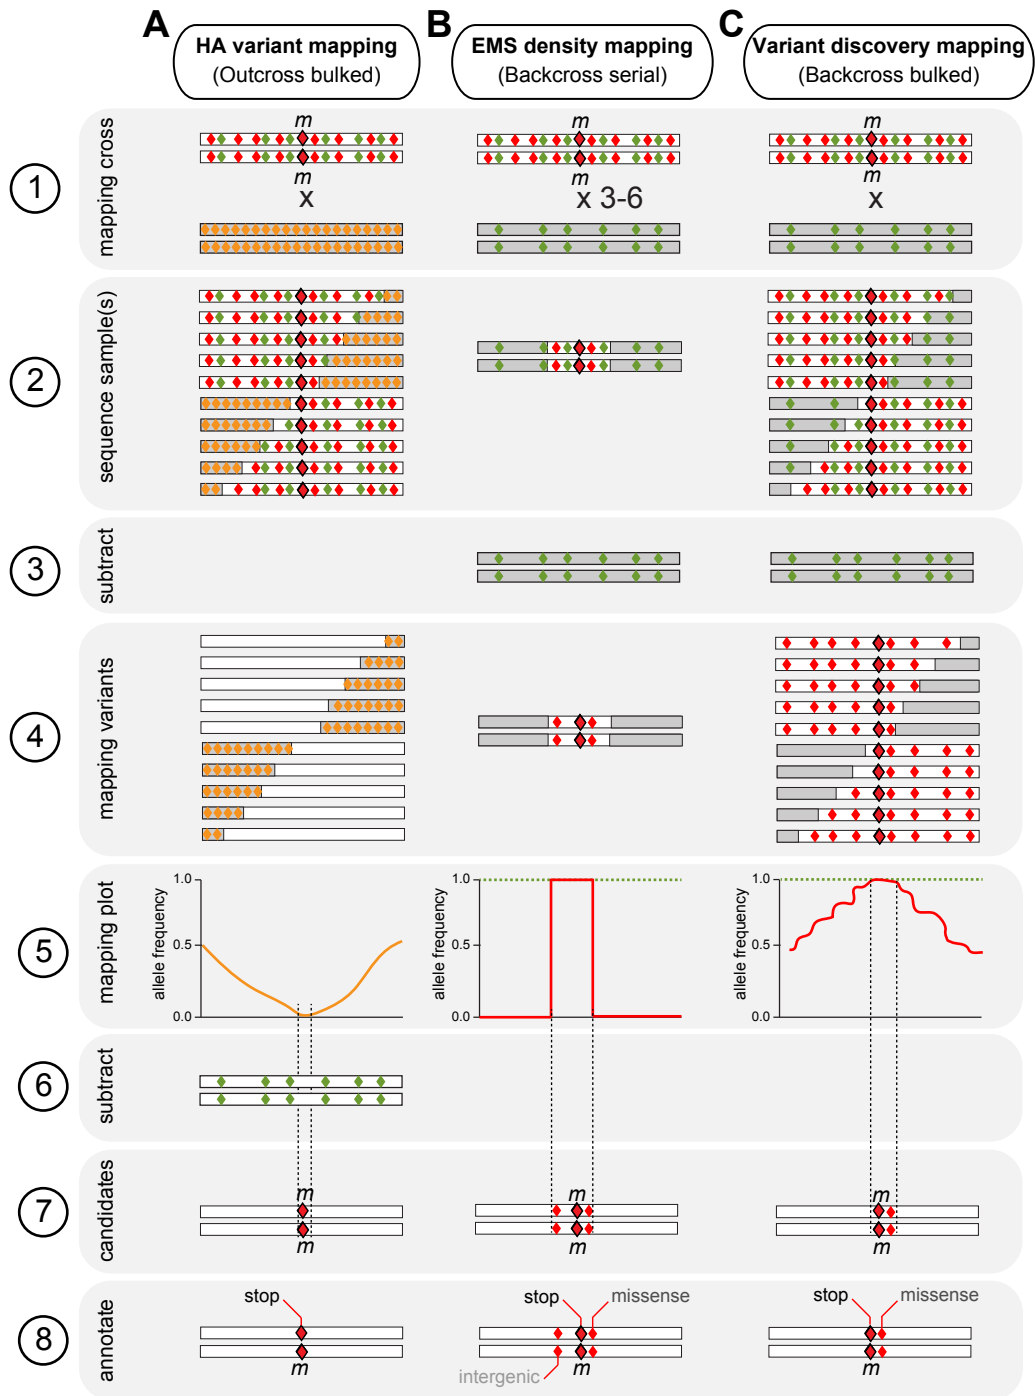 A
HA variant mapping
(Outcross bulked)
B
EMS density mapping
(Backcross serial)
C
Variant discovery mapping
(Backcross bulked)
1
mapping cross
m
m
x
m
m
x 3-6
m
m
x
2
sequence sample(s)
3
subtract
4
mapping variants
5
mapping plot
allele frequency
1.0
0.5
0.0
allele frequency
1.0
0.5
0.0
allele frequency
1.0
0.5
0.0
6
subtract
7
candidates
m
m
m
m
m
m
8
annotate
stop
m
stop
missense
intergenic
m
stop
missense
m